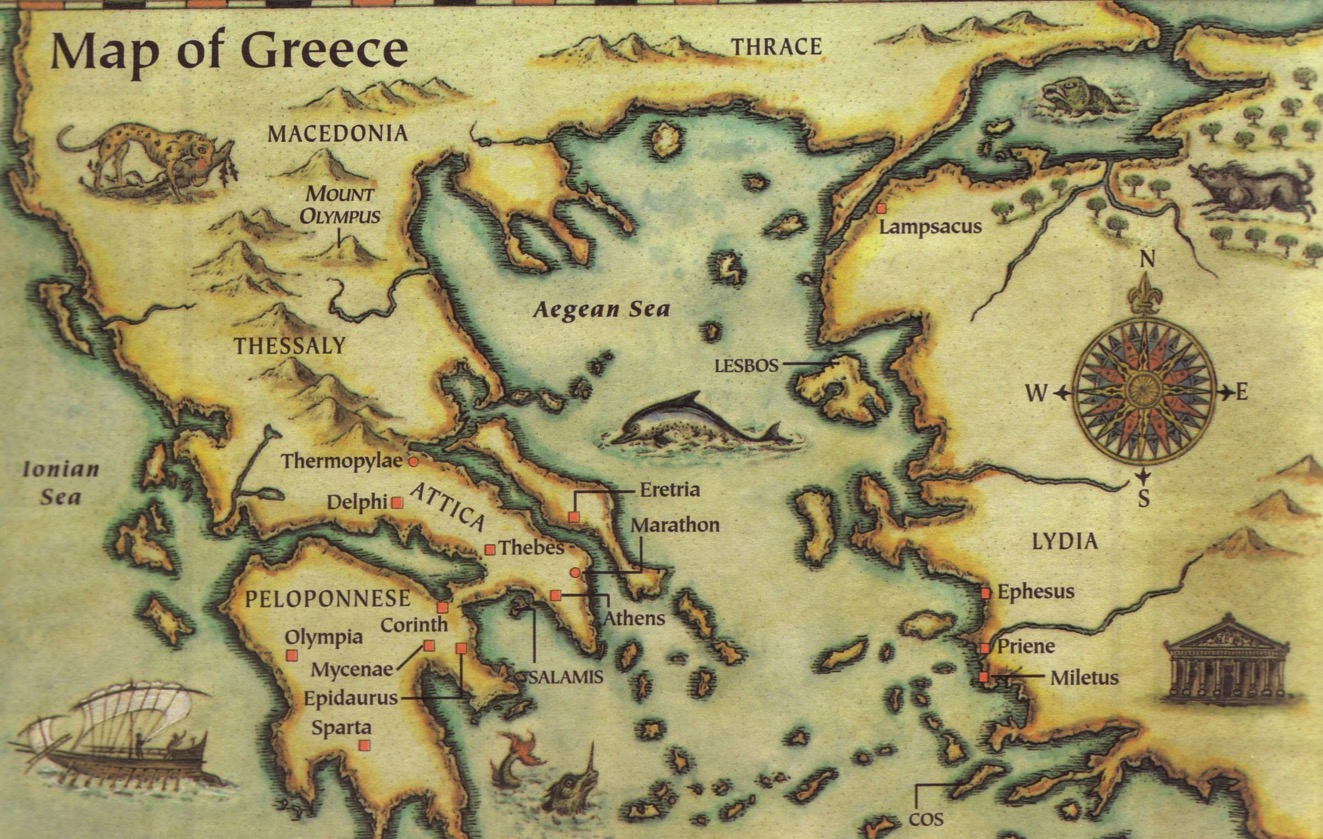 Map of Greece
THRACE
MACEDONIA
MOUNT
OLYMPUS
Lampsacus
N
Aegean Sea
THESSALY
LESBOS
W
E
Thermopylae
Ionian
Sea
S
Delphi
ATTICA
Eretria
Marathon
Thebes
LYDIA
PELOPONNESE
Ephesus
Corinth
Athens
Olympia
Priene
Mycenae
SALAMIS
Miletus
Epidaurus
Sparta
COS